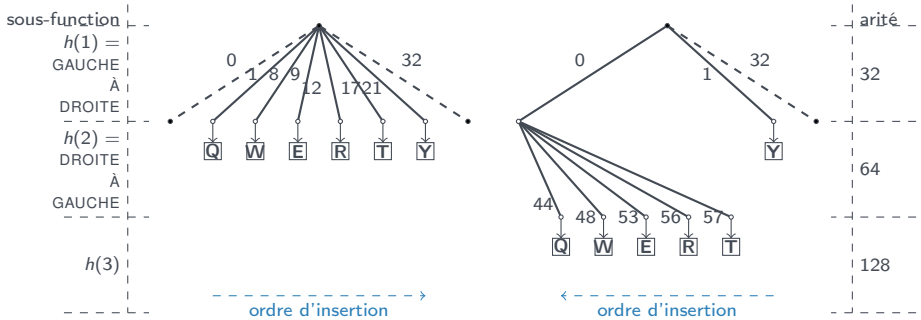 sous-function
arité
h(1) =
GAUCHE
À
DROITE
32
h(2) =
DROITE
À
GAUCHE
64
h(3)
128
0 1 8 9 12 17 21 32
Q W E R T Y
ordre d'insertion
0 1 32
Y
44 48 53 56 57
Q W E R T
ordre d'insertion